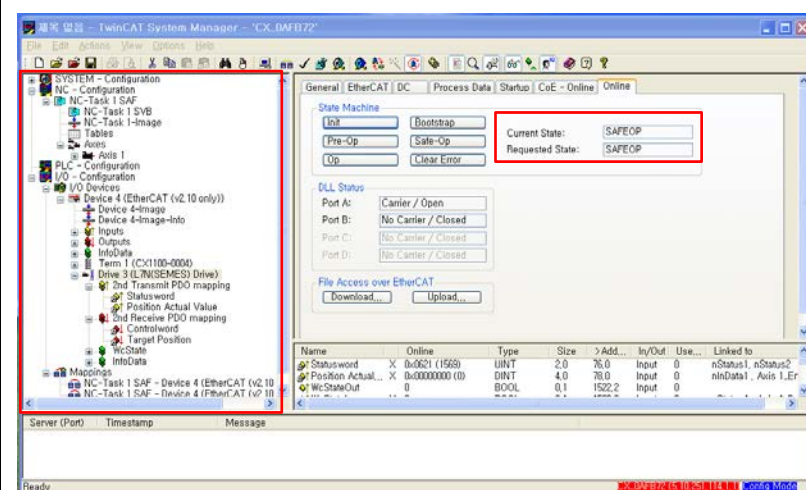 제목 없음 - TwinCAT System Manager - 'CX_0AFB72'
File Edit Actions View Options Help
SYSTEM - Configuration
NC - Configuration
NC-Task 1 SAF
NC-Task 1 SVB
NC-Task 1-Image
Tables
Axes
Axis 1
PLC - Configuration
I/O - Configuration
I/O Devices
Device 4 (EtherCAT (v2,10 only))
Device 4-Image
Device 4-Image-Info
Inputs
Outputs
InfoData
Term 1 (CX1100-0004)
Drive 3 (L7N(SEMES) Drive)
2nd Transmit PDO mapping
Statusword
Position Actual Value
2nd Receive PDO mapping
Controlword
Target Position
WcState
InfoData
Mappings
NC-Task 1 SAF - Device 4 (EtherCAT (v2,10
NC-Task 1 SAF - Device 4 (EtherCAT (v2,10
General EtherCAT DC Process Data Startup CoE - Online Online
State Machine
Init Bootstrap
Pre-Op Safe-Op
Op Clear Error
Current State: SAFEOP
Requested State: SAFEOP
DLL Status
Port A: Carrier / Open
Port B: No Carrier / Closed
Port C: No Carrier / Closed
Port D: No Carrier / Closed
File Access over EtherCAT
Download... Upload...
Name Online Type Size >Add... In/Out Use... Linked to
Statusword X 0x0621 (1569) UINT 2,0 76,0 Input 0 nStatus1, nStatus2
Position Actual... X 0x00000000 (0) DINT 4,0 78,0 Input 0 nInData1, Axis 1,Er
WcStateOut 0 BOOL 0,1 1522,2 Input 0
Server (Port) Timestamp Message
Ready
CX_0AFB72 Config Mode